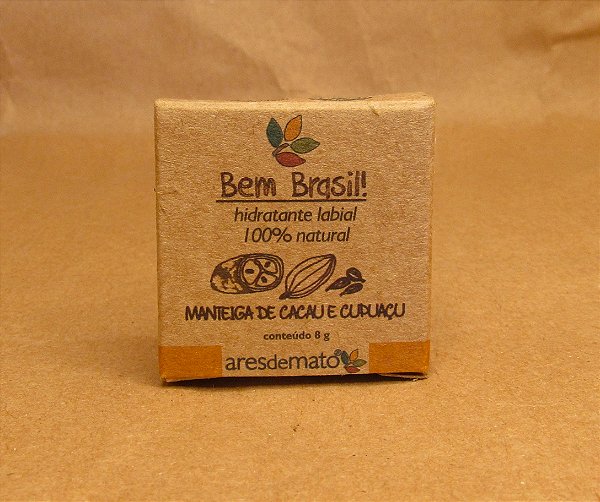 Bem Brasil!
hidratante labial
100% natural
MANTEIGA DE CACAU E CUPUAÇU
conteúdo 8 g
aresdemato®